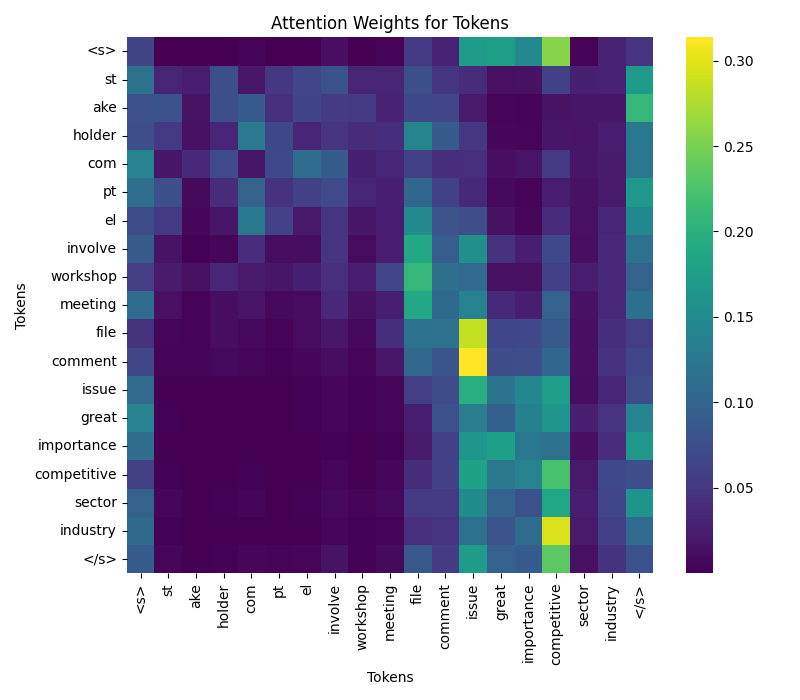 Attention Weights for Tokens
<s>
st
ake
holder
com
pt
el
involve
workshop
meeting
file
comment
issue
great
importance
competitive
sector
industry
</s>
Tokens
<s>
st
ake
holder
com
pt
el
involve
workshop
meeting
file
comment
issue
great
importance
competitive
sector
industry
</s>
Tokens
0.30
0.25
0.20
0.15
0.10
0.05